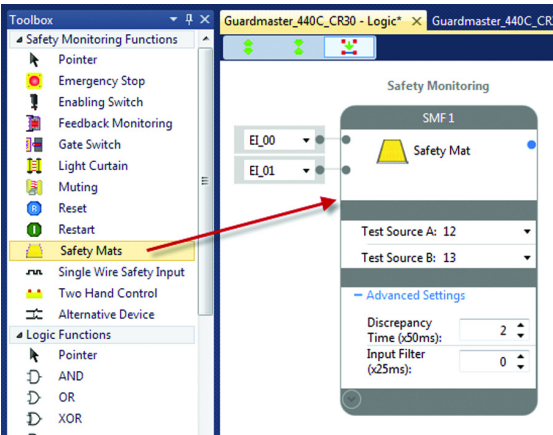 Toolbox
Safety Monitoring Functions
Pointer
Emergency Stop
Enabling Switch
Feedback Monitoring
Gate Switch
Light Curtain
Muting
R Reset
Restart
Safety Mats
Single Wire Safety Input
Two Hand Control
Alternative Device
Logic Functions
Pointer
AND
OR
XOR
Guardmaster_440C_CR30 - Logic* Guardmaster_440C_CR
Safety Monitoring
SMF 1
EI_00
Safety Mat
EI_01
Test Source A: 12
Test Source B: 13
Advanced Settings
Discrepancy
Time (x50ms): 2
Input Filter
(x25ms): 0